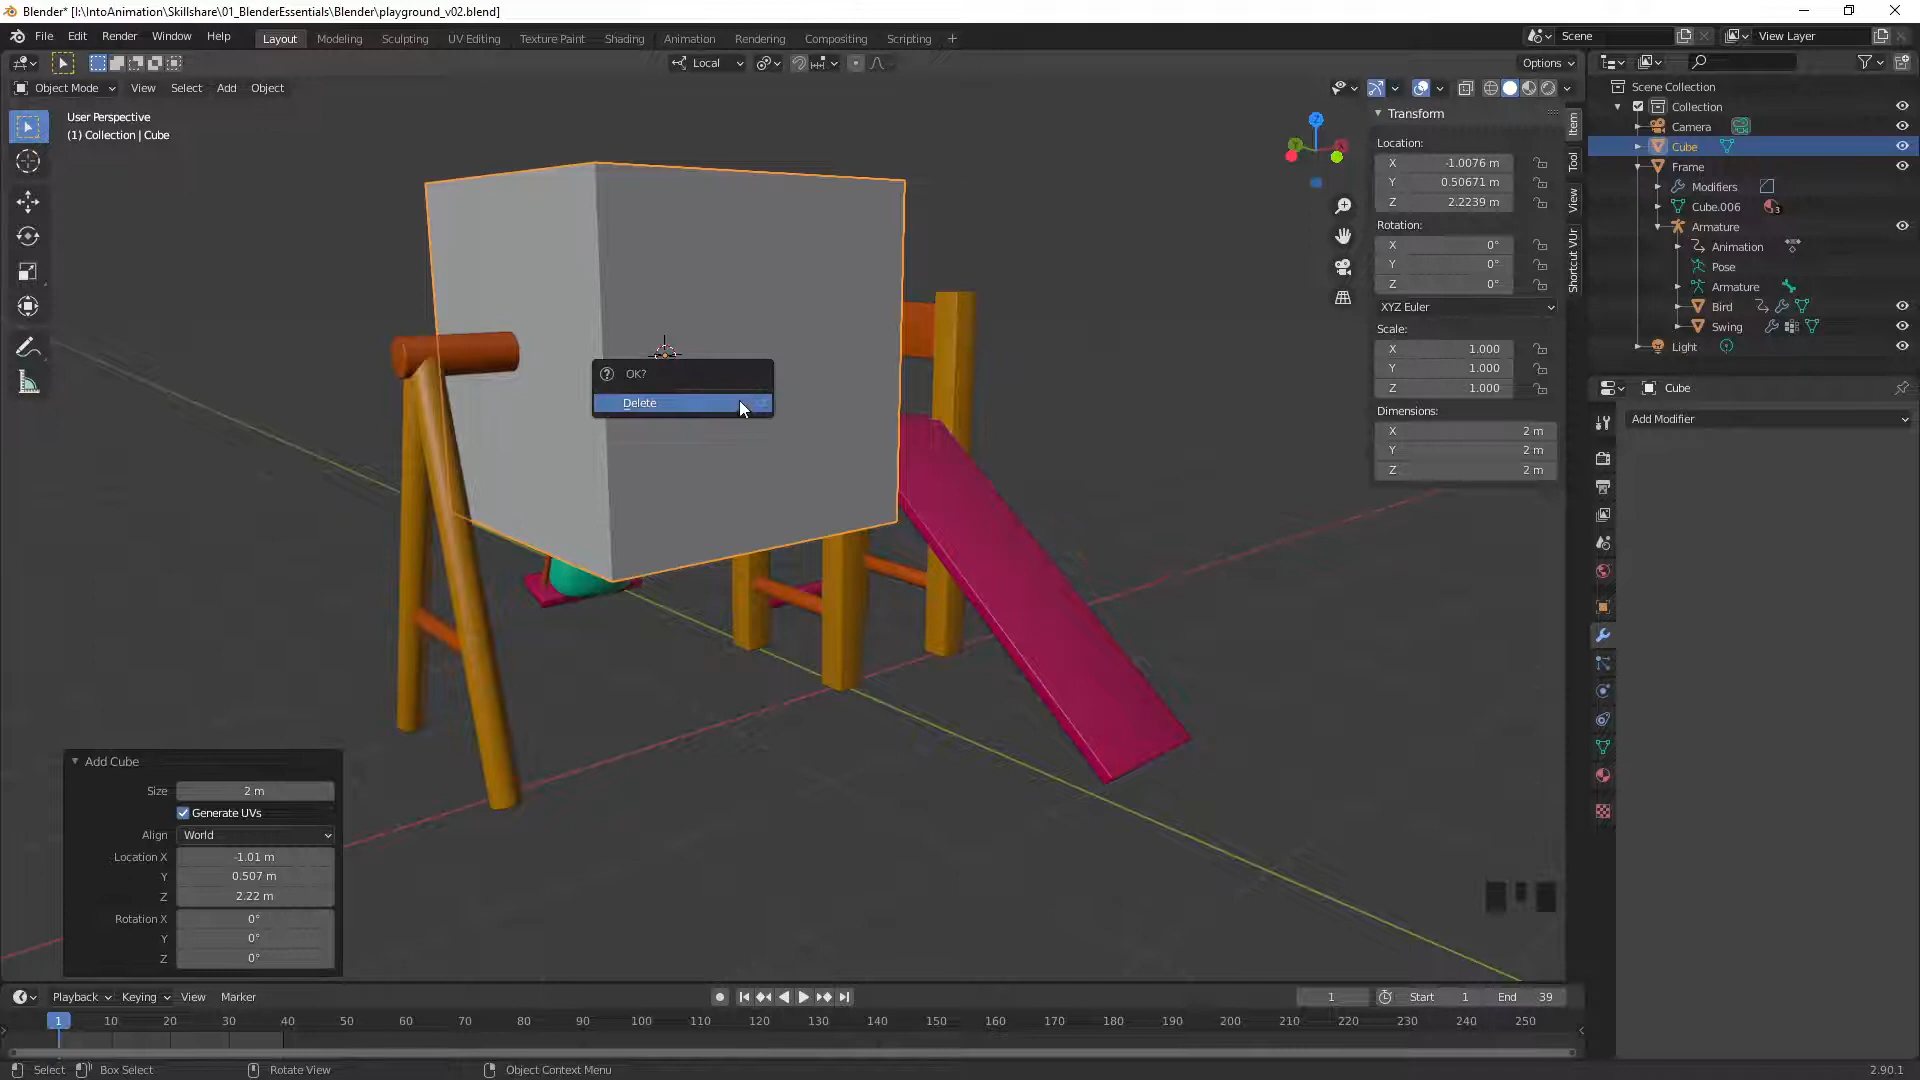 Blender* [I:\IntoAnimation\Skillshare\01_BlenderEssentials\Blender\playground_v02.blend]
File Edit Render Window Help Layout Modeling Sculpting UV Editing Texture Paint Shading Animation Rendering Compositing Scripting + Scene View Layer
Local Options
Object Mode View Select Add Object
User Perspective
(1) Collection | Cube
Transform
Location:
X -1.0076 m
Y 0.50671 m
Z 2.2239 m
Rotation:
X 0°
Y 0°
Z 0°
XYZ Euler
Scale:
X 1.000
Y 1.000
Z 1.000
Dimensions:
X 2 m
Y 2 m
Z 2 m
Item
Tool
View
Shortcut VUr
Scene Collection
Collection
Camera
Cube
Frame
Modifiers
Cube.006 3
Armature
Animation
Pose
Armature
Bird
Swing
Light
Cube
Add Modifier
OK?
Delete
Add Cube
Size 2 m
Generate UVs
Align World
Location X -1.01 m
Y 0.507 m
Z 2.22 m
Rotation X 0°
Y 0°
Z 0°
Playback Keying View Marker 1 Start 1 End 39
1 10 20 30 40 50 60 70 80 90 100 110 120 130 140 150 160 170 180 190 200 210 220 230 240 250
Select Box Select Rotate View Object Context Menu 2.90.1